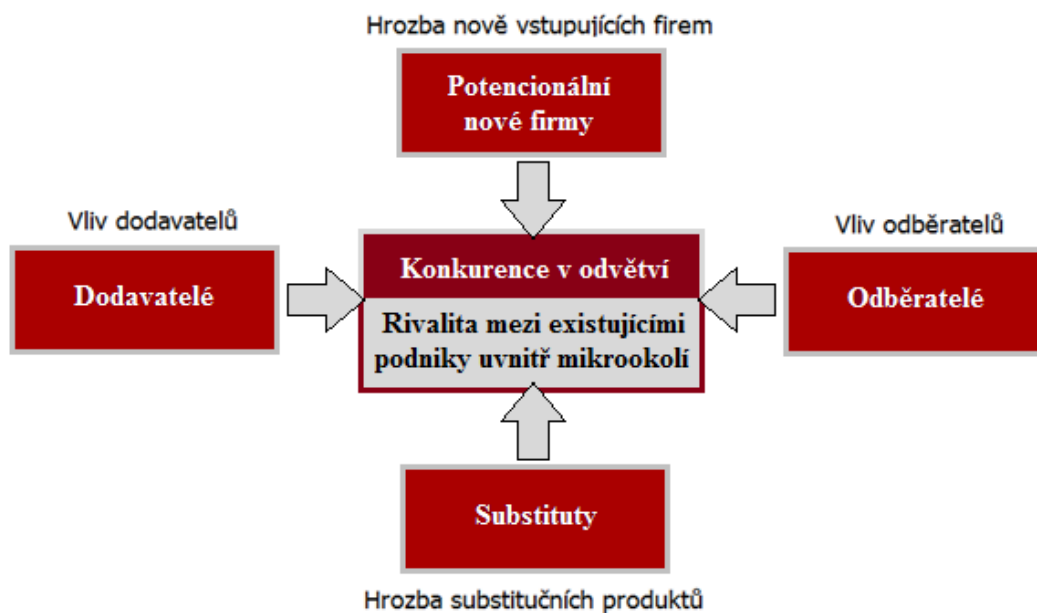 Hrozba nově vstupujících firem
Potencionální
nové firmy
Vliv dodavatelů
Dodavatelé
Konkurence v odvětví
Rivalita mezi existujícími
podniky uvnitř mikrookolí
Vliv odběratelů
Odběratelé
Substituty
Hrozba substitučních produktů